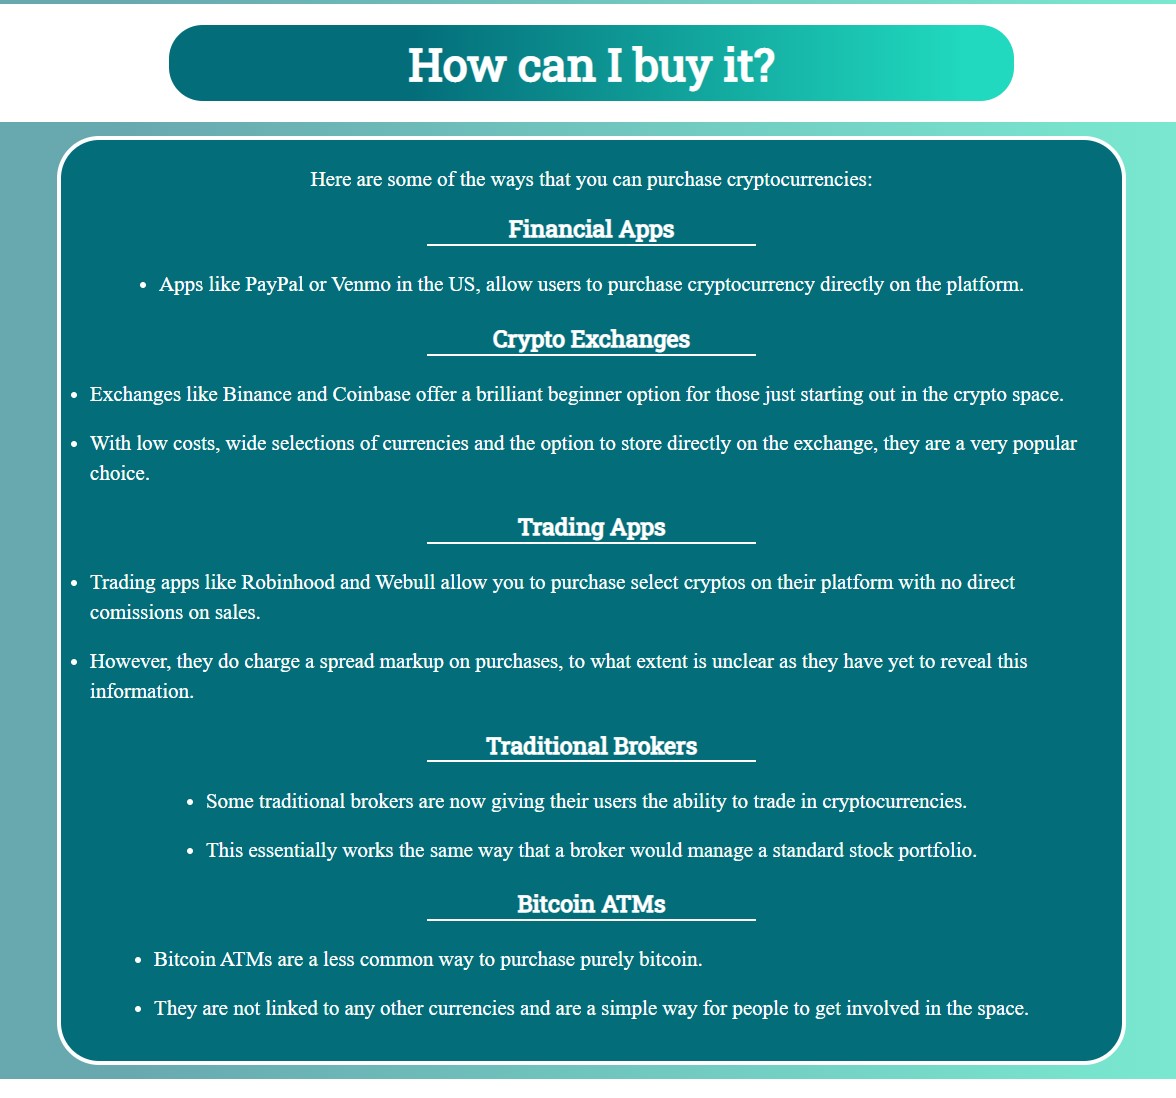 How can I buy it?
Here are some of the ways that you can purchase cryptocurrencies:
Financial Apps
• Apps like PayPal or Venmo in the US, allow users to purchase cryptocurrency directly on the platform.
Crypto Exchanges
• Exchanges like Binance and Coinbase offer a brilliant beginner option for those just starting out in the crypto space.
• With low costs, wide selections of currencies and the option to store directly on the exchange, they are a very popular
choice.
Trading Apps
• Trading apps like Robinhood and Webull allow you to purchase select cryptos on their platform with no direct
comissions on sales.
• However, they do charge a spread markup on purchases, to what extent is unclear as they have yet to reveal this
information.
Traditional Brokers
• Some traditional brokers are now giving their users the ability to trade in cryptocurrencies.
• This essentially works the same way that a broker would manage a standard stock portfolio.
Bitcoin ATMs
• Bitcoin ATMs are a less common way to purchase purely bitcoin.
• They are not linked to any other currencies and are a simple way for people to get involved in the space.